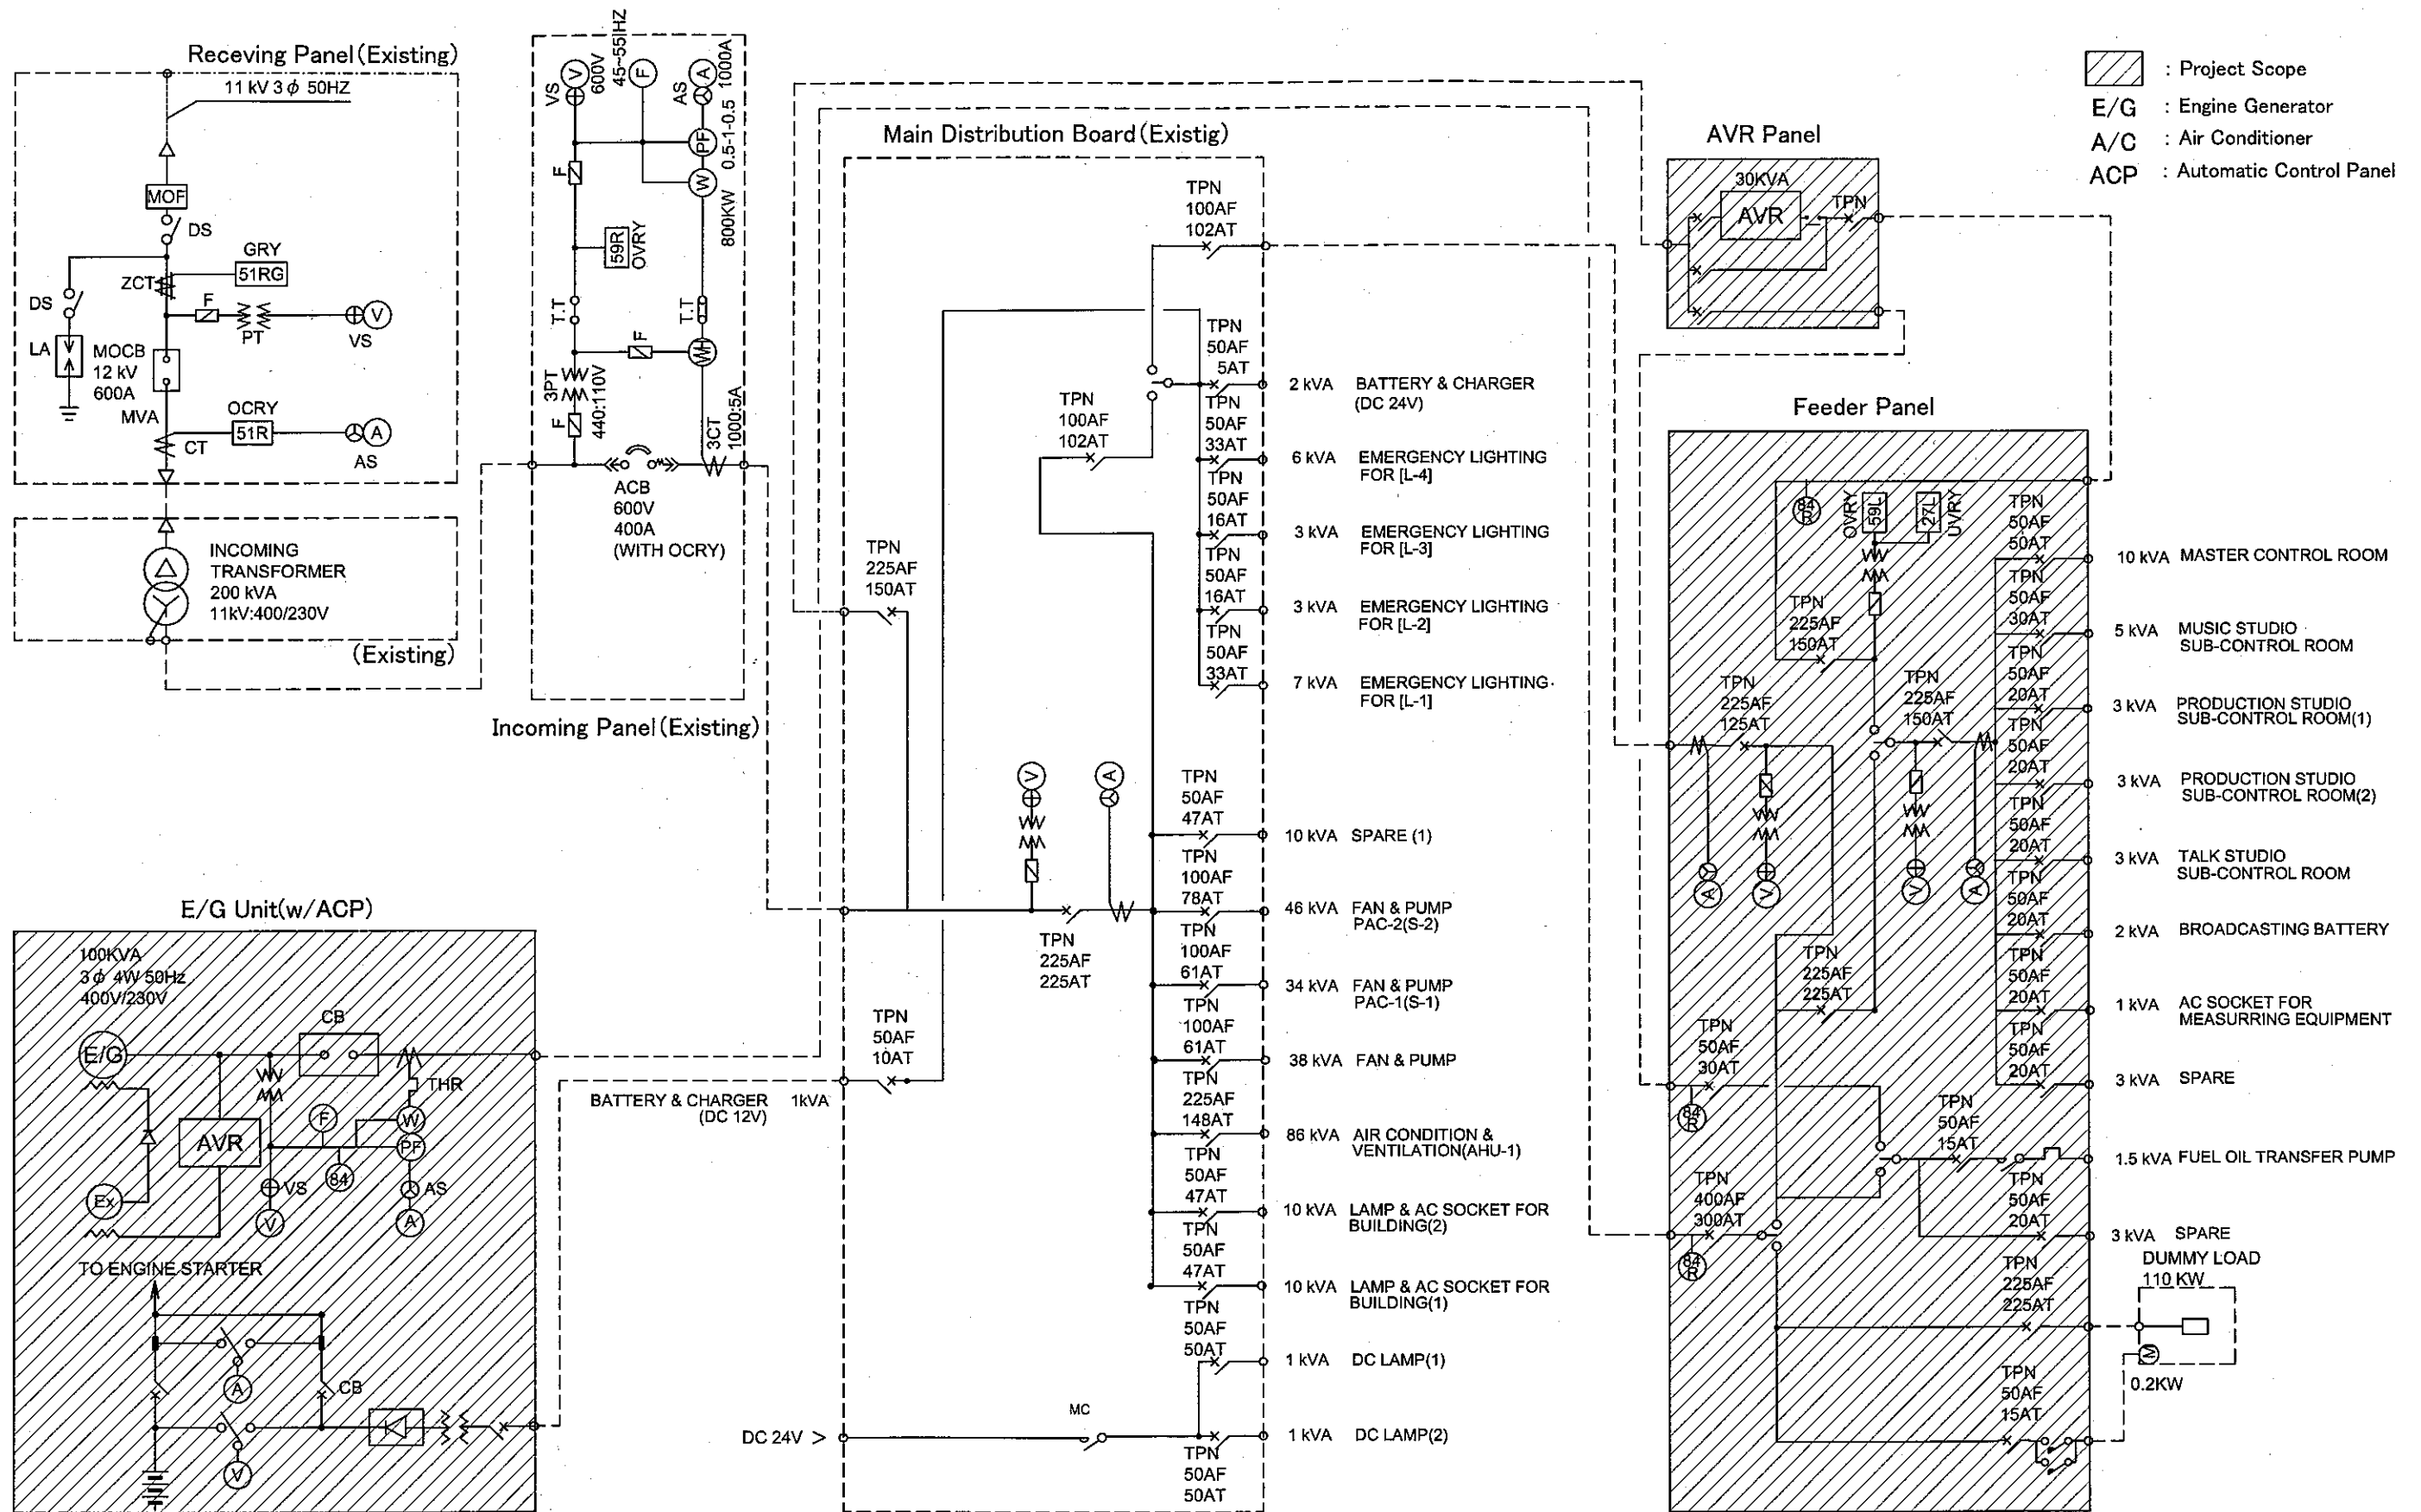 Receving Panel(Existing)
11 kV 3 ϕ 50HZ
MOF
DS
GRY
51RG
ZCT
F
PT
V
VS
DS
LA
MOCB
12 kV
600A
MVA
OCRY
51R
CT
A
AS
INCOMING
TRANSFORMER
200 kVA
11kV:400/230V
(Existing)
VS
V
600V
45~55HZ
F
AS
A
1000A
PF
0.5-1-0.5
W
800KW
F
59R
OVRY
T.T
T.T
F
WH
3PT
440:110V
F
3CT
1000:5A
ACB
600V
400A
(WITH OCRY)
Incoming Panel(Existing)
E/G Unit(w/ACP)
100KVA
3ϕ 4W 50Hz
400V/230V
E/G
CB
THR
AVR
F
W
PF
84
Ex
VS
AS
V
A
TO ENGINE STARTER
A
CB
V
BATTERY & CHARGER 1kVA
(DC 12V)
Main Distribution Board(Existig)
TPN
100AF
102AT
TPN
50AF
5AT
2 kVA BATTERY & CHARGER
(DC 24V)
TPN
100AF
102AT
TPN
50AF
33AT
6 kVA EMERGENCY LIGHTING
FOR [L-4]
TPN
50AF
16AT
3 kVA EMERGENCY LIGHTING
FOR [L-3]
TPN
225AF
150AT
TPN
50AF
16AT
3 kVA EMERGENCY LIGHTING
FOR [L-2]
TPN
50AF
33AT
7 kVA EMERGENCY LIGHTING
FOR [L-1]
V
A
TPN
50AF
47AT
10 kVA SPARE (1)
TPN
100AF
78AT
46 kVA FAN & PUMP
PAC-2(S-2)
TPN
225AF
225AT
TPN
100AF
61AT
34 kVA FAN & PUMP
PAC-1(S-1)
TPN
50AF
10AT
TPN
100AF
61AT
38 kVA FAN & PUMP
TPN
225AF
148AT
86 kVA AIR CONDITION &
VENTILATION(AHU-1)
TPN
50AF
47AT
10 kVA LAMP & AC SOCKET FOR
BUILDING(2)
TPN
50AF
47AT
10 kVA LAMP & AC SOCKET FOR
BUILDING(1)
TPN
50AF
50AT
1 kVA DC LAMP(1)
MC
DC 24V >
1 kVA DC LAMP(2)
TPN
50AF
50AT
AVR Panel
30KVA
AVR
TPN
: Project Scope
E/G : Engine Generator
A/C : Air Conditioner
ACP : Automatic Control Panel
Feeder Panel
84
R
OVRY
59L
27L
UVRY
TPN
50AF
50AT
10 kVA MASTER CONTROL ROOM
TPN
225AF
150AT
TPN
50AF
30AT
5 kVA MUSIC STUDIO
SUB-CONTROL ROOM
TPN
225AF
125AT
TPN
225AF
150AT
TPN
50AF
20AT
3 kVA PRODUCTION STUDIO
SUB-CONTROL ROOM(1)
TPN
50AF
20AT
3 kVA PRODUCTION STUDIO
SUB-CONTROL ROOM(2)
TPN
50AF
20AT
3 kVA TALK STUDIO
SUB-CONTROL ROOM
A
V
V
A
TPN
50AF
20AT
2 kVA BROADCASTING BATTERY
TPN
225AF
225AT
TPN
50AF
20AT
1 kVA AC SOCKET FOR
MEASURRING EQUIPMENT
TPN
50AF
30AT
84
R
TPN
50AF
20AT
3 kVA SPARE
TPN
50AF
15AT
1.5 kVA FUEL OIL TRANSFER PUMP
TPN
400AF
300AT
84
R
TPN
50AF
20AT
3 kVA SPARE
TPN
225AF
225AT
DUMMY LOAD
110 KW
M
0.2KW
TPN
50AF
15AT